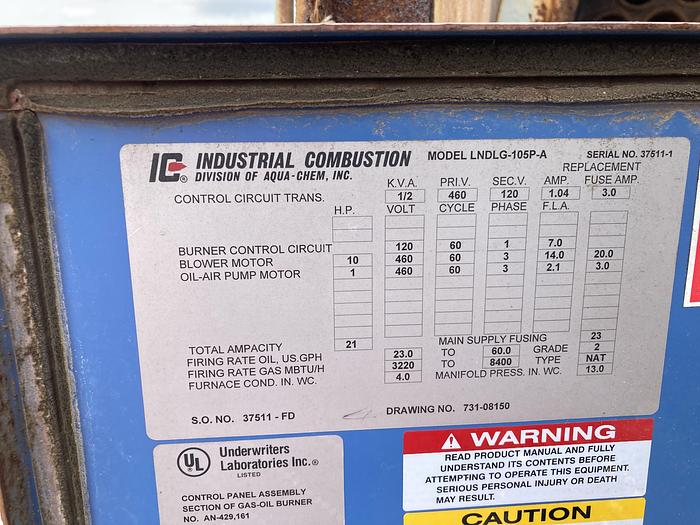 IC® INDUSTRIAL COMBUSTION MODEL LNDLG-105P-A SERIAL NO. 37511-1
DIVISION OF AQUA-CHEM, INC.
K.V.A. PRI.V. SEC.V. AMP. REPLACEMENT FUSE AMP.
CONTROL CIRCUIT TRANS. 1/2 460 120 1.04 3.0
H.P. VOLT CYCLE PHASE F.L.A.
BURNER CONTROL CIRCUIT 120 60 1 7.0
BLOWER MOTOR 10 460 60 3 14.0 20.0
OIL-AIR PUMP MOTOR 1 460 60 3 2.1 3.0
TOTAL AMPACITY 21 MAIN SUPPLY FUSING 23
FIRING RATE OIL, US.GPH 23.0 TO 60.0 GRADE 2
FIRING RATE GAS MBTU/H 3220 TO 8400 TYPE NAT
FURNACE COND. IN. WC. 4.0 MANIFOLD PRESS. IN. WC. 13.0
S.O. NO. 37511 - FD DRAWING NO. 731-08150
UL Underwriters
Laboratories Inc.®
LISTED
CONTROL PANEL ASSEMBLY
SECTION OF GAS-OIL BURNER
NO. AN-429,161
WARNING
READ PRODUCT MANUAL AND FULLY
UNDERSTAND ITS CONTENTS BEFORE
ATTEMPTING TO OPERATE THIS EQUIPMENT.
SERIOUS PERSONAL INJURY OR DEATH
MAY RESULT.
CAUTION